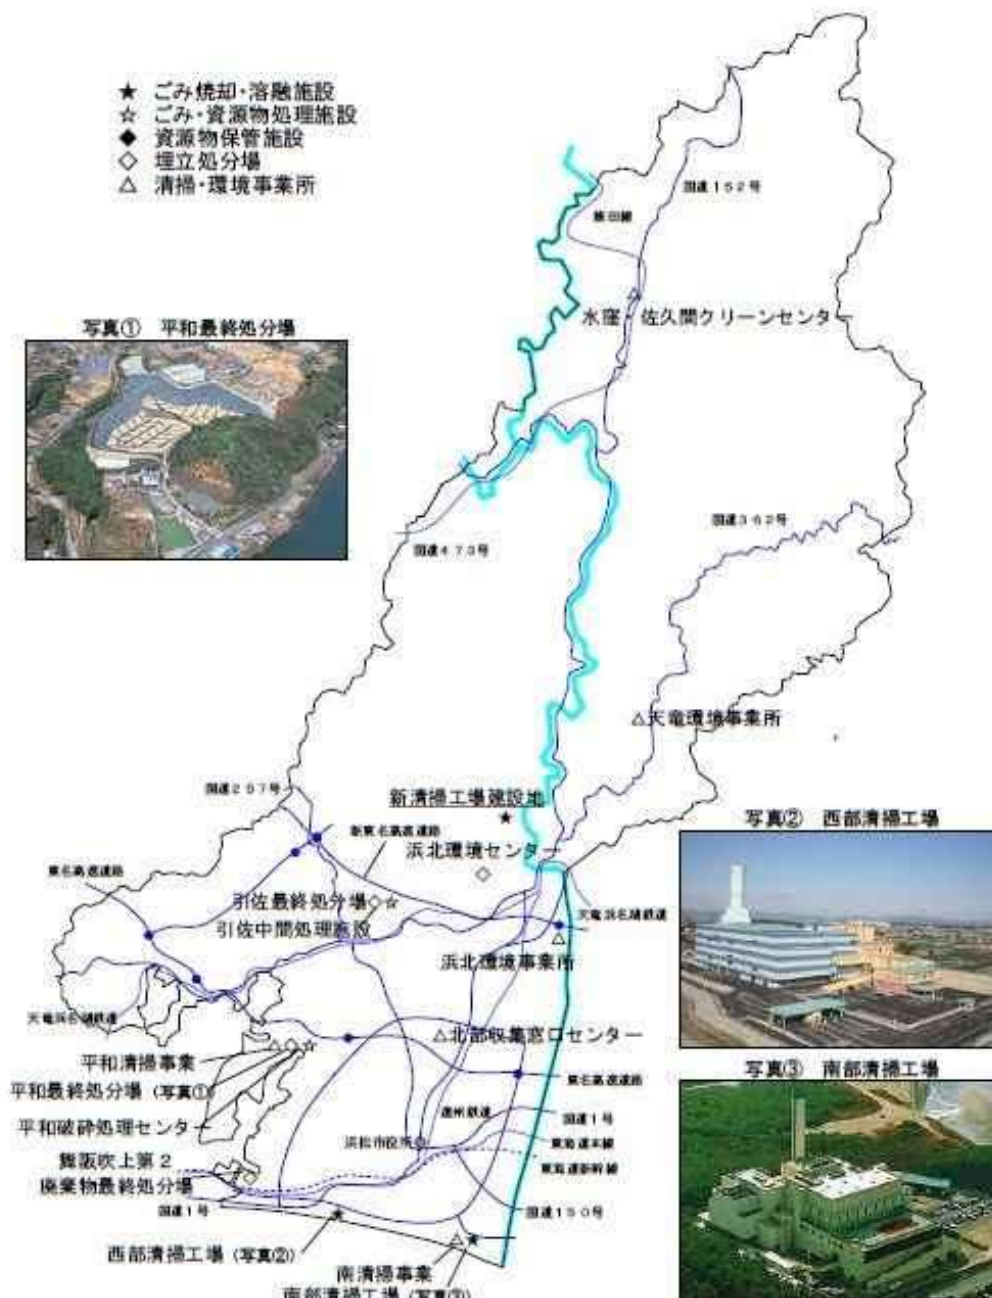 ★ ごみ焼却・溶融施設
☆ ごみ・資源物処理施設
◆ 資源物保管施設
◇ 埋立処分場
△ 清掃・環境事業所
国道152号
飯田線
水窪・佐久間クリーンセンター
写真① 平和最終処分場
国道362号
国道473号
△天竜環境事業所
国道257号
新清掃工場建設地
新東名高速道路
浜北環境センター
写真② 西部清掃工場
東名高速道路
引佐最終処分場◇☆
引佐中間処理施設
天竜浜名湖鉄道
浜北環境事業所
天竜浜名湖鉄道
△北部収集窓口センター
平和清掃事業
写真③ 南部清掃工場
平和最終処分場 (写真①)
東名高速道路
平和破砕処理センター
遠州鉄道
国道1号
浜松市役所
東海道本線
舞阪吹上第2
廃棄物最終処分場
東海道新幹線
国道1号
国道150号
西部清掃工場 (写真②)
南清掃事業
南部清掃工場 (写真③)